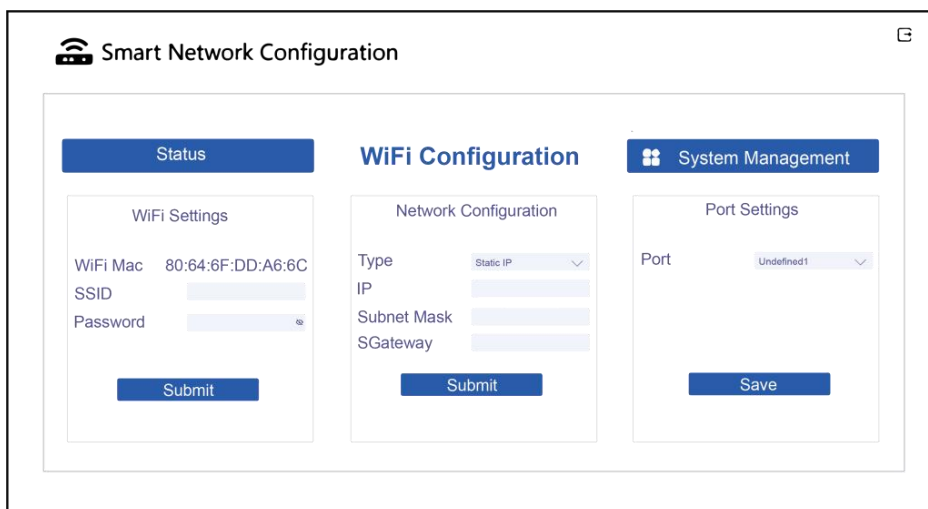 Smart Network Configuration
Status
WiFi Configuration
System Management
WiFi Settings
WiFi Mac 80:64:6F:DD:A6:6C
SSID
Password
Submit
Network Configuration
Type Static IP
IP
Subnet Mask
SGateway
Submit
Port Settings
Port Undefined1
Save